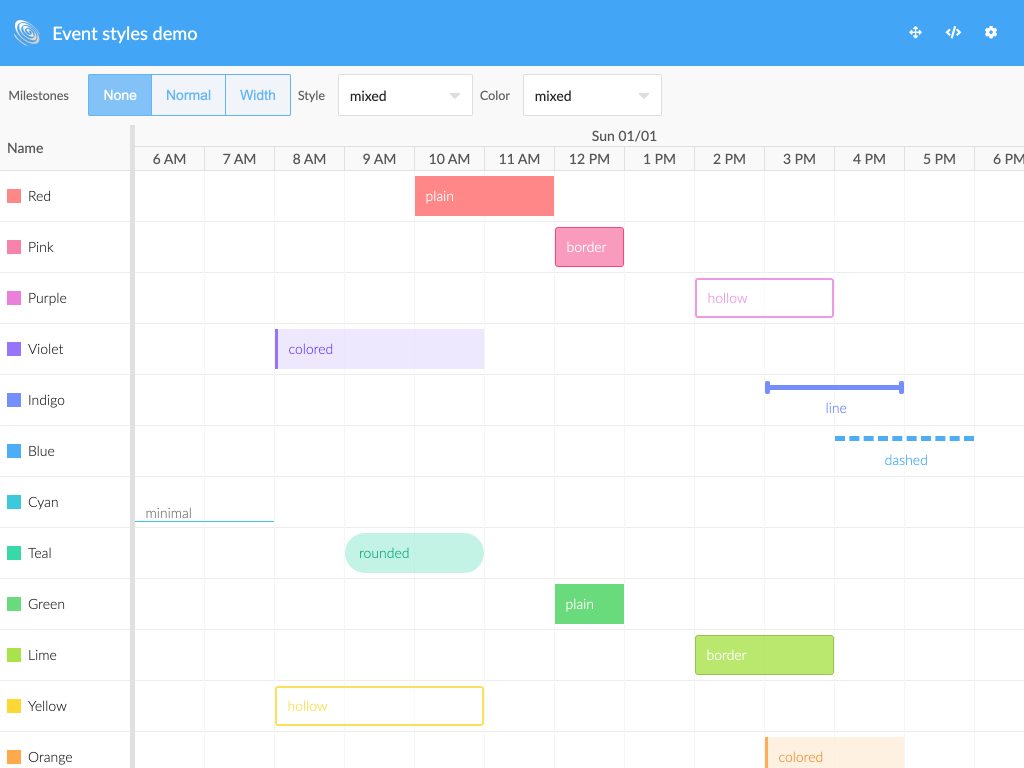 Event styles demo
Milestones None Normal Width Style mixed Color mixed
Name
Sun 01/01
6 AM 7 AM 8 AM 9 AM 10 AM 11 AM 12 PM 1 PM 2 PM 3 PM 4 PM 5 PM 6 PM
Red plain
Pink border
Purple hollow
Violet colored
Indigo line
Blue dashed
Cyan minimal
Teal rounded
Green plain
Lime border
Yellow hollow
Orange colored